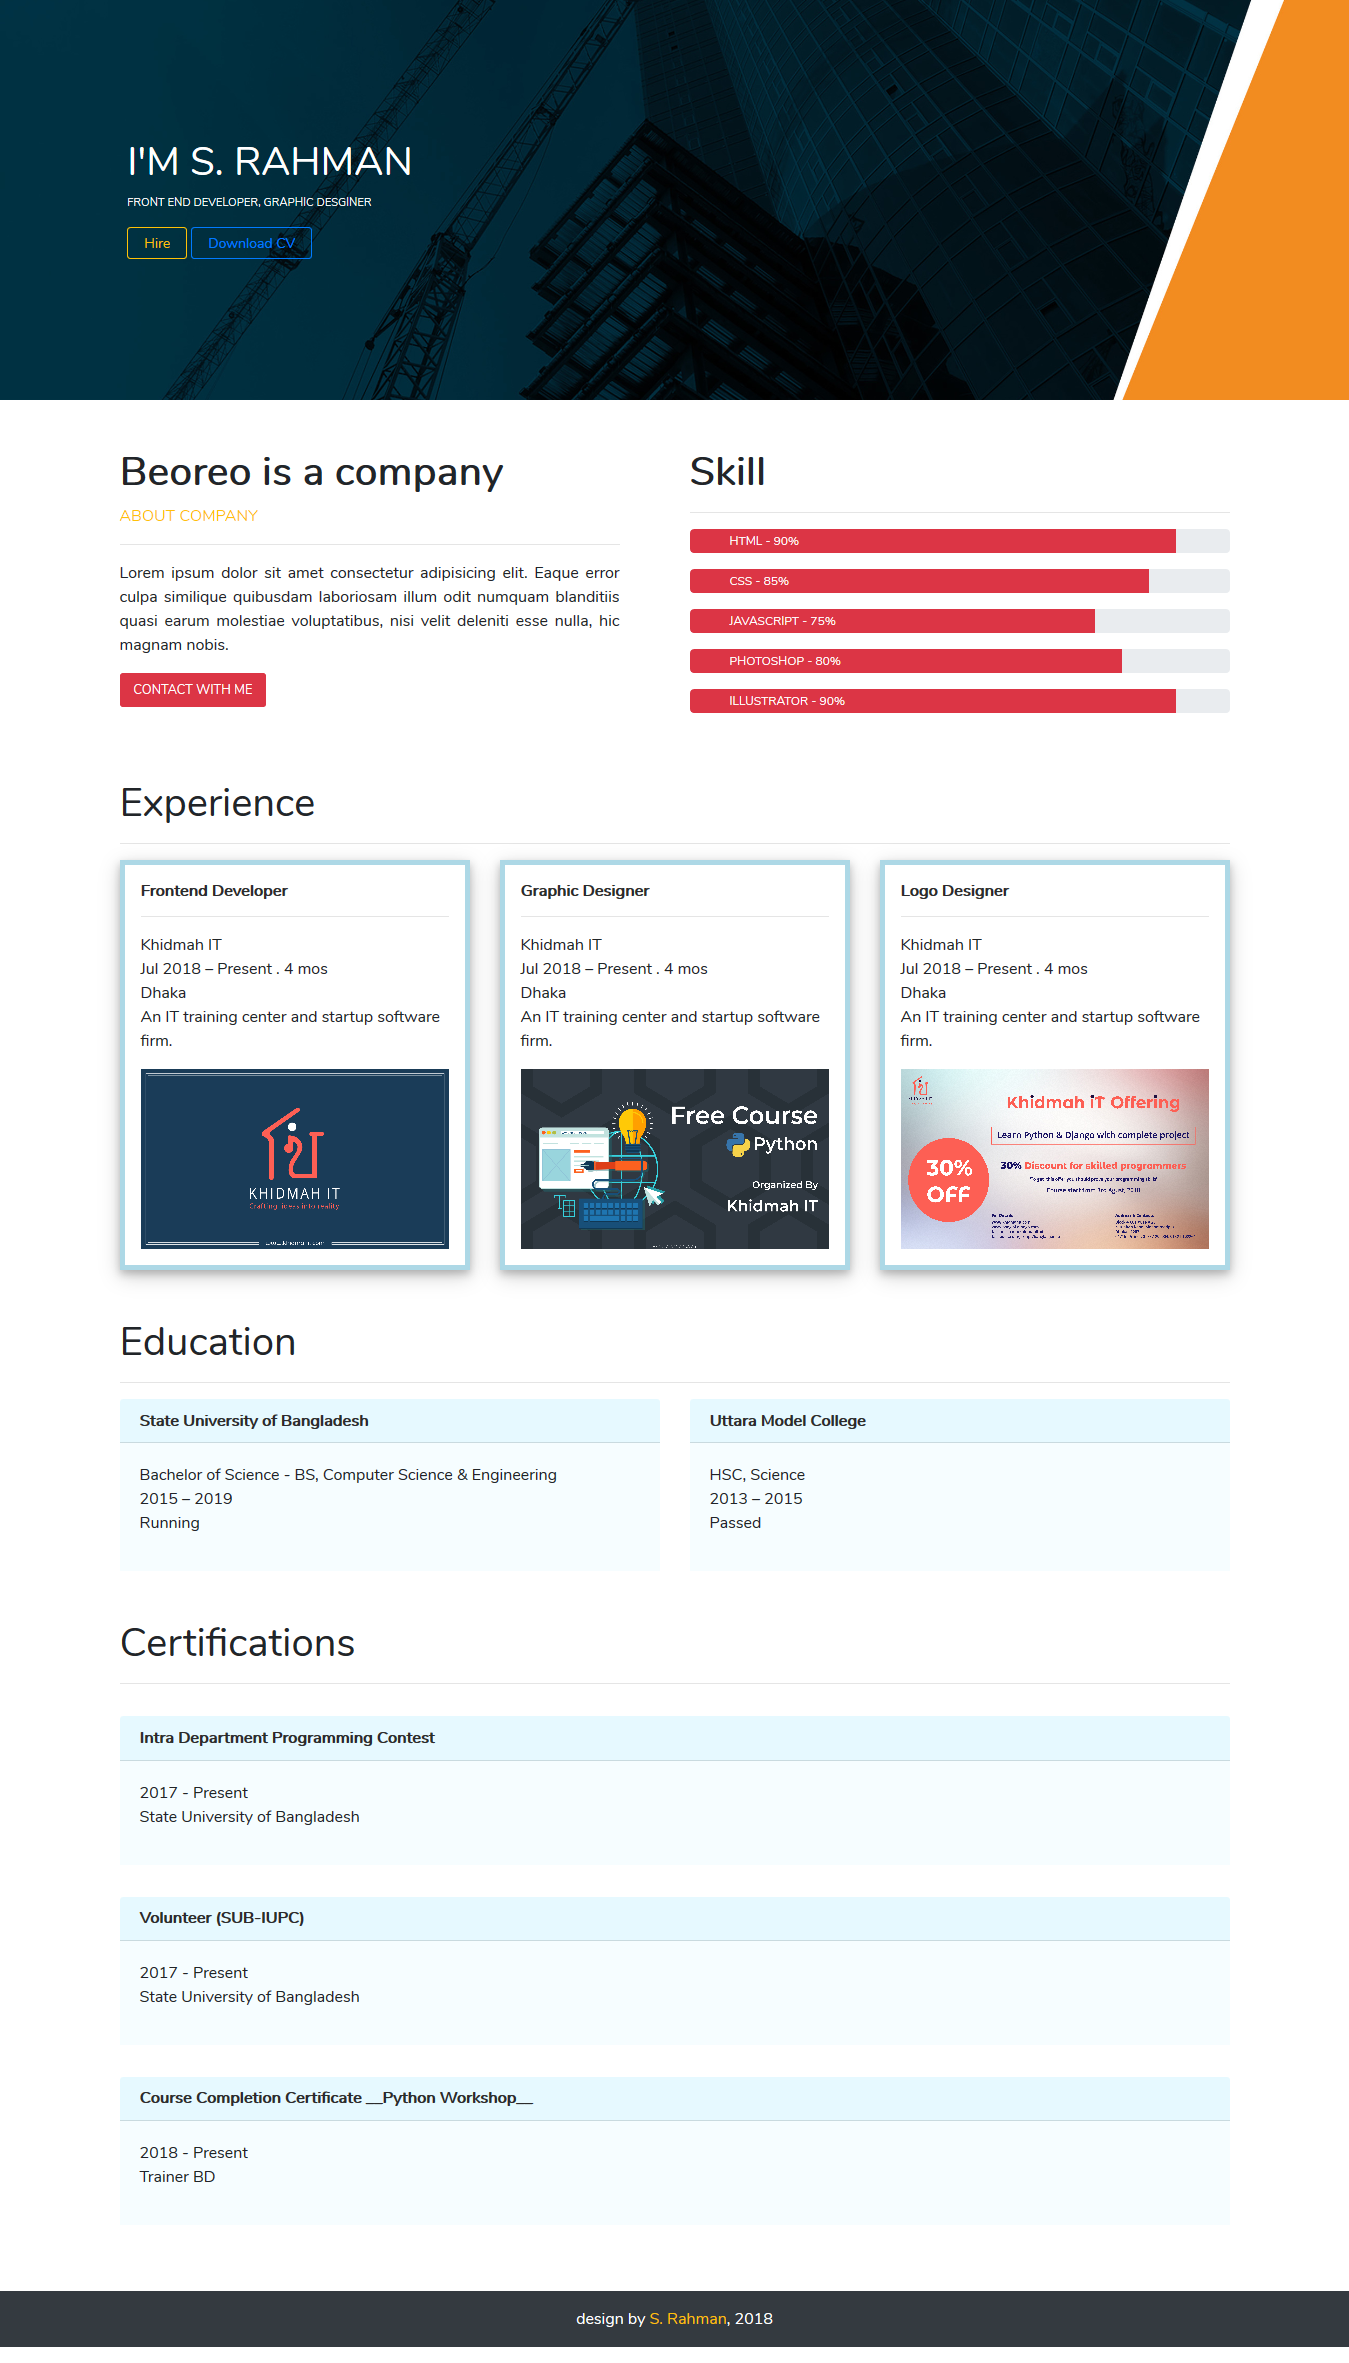 I'M S. RAHMAN
FRONT END DEVELOPER, GRAPHIC DESGINER
Hire
Download CV
Beoreo is a company
ABOUT COMPANY
Lorem ipsum dolor sit amet consectetur adipisicing elit. Eaque error
culpa similique quibusdam laboriosam illum odit numquam blanditiis
quasi earum molestiae voluptatibus, nisi velit deleniti esse nulla, hic
magnam nobis.
CONTACT WITH ME
Skill
HTML - 90%
CSS - 85%
JAVASCRIPT - 75%
PHOTOSHOP - 80%
ILLUSTRATOR - 90%
Experience
Frontend Developer
Khidmah IT
Jul 2018 – Present . 4 mos
Dhaka
An IT training center and startup software
firm.
KHIDMAH IT
Crafting ideas into reality
Graphic Designer
Khidmah IT
Jul 2018 – Present . 4 mos
Dhaka
An IT training center and startup software
firm.
Free Course
Python
Organized By
Khidmah IT
Logo Designer
Khidmah IT
Jul 2018 – Present . 4 mos
Dhaka
An IT training center and startup software
firm.
KHIDMAH IT
Khidmah iT Offering
Learn Python & Django with complete project
30% OFF
30% Discount for skilled programmers
Education
State University of Bangladesh
Bachelor of Science - BS, Computer Science & Engineering
2015 – 2019
Running
Uttara Model College
HSC, Science
2013 – 2015
Passed
Certifications
Intra Department Programming Contest
2017 - Present
State University of Bangladesh
Volunteer (SUB-IUPC)
2017 - Present
State University of Bangladesh
Course Completion Certificate __Python Workshop__
2018 - Present
Trainer BD
design by S. Rahman, 2018